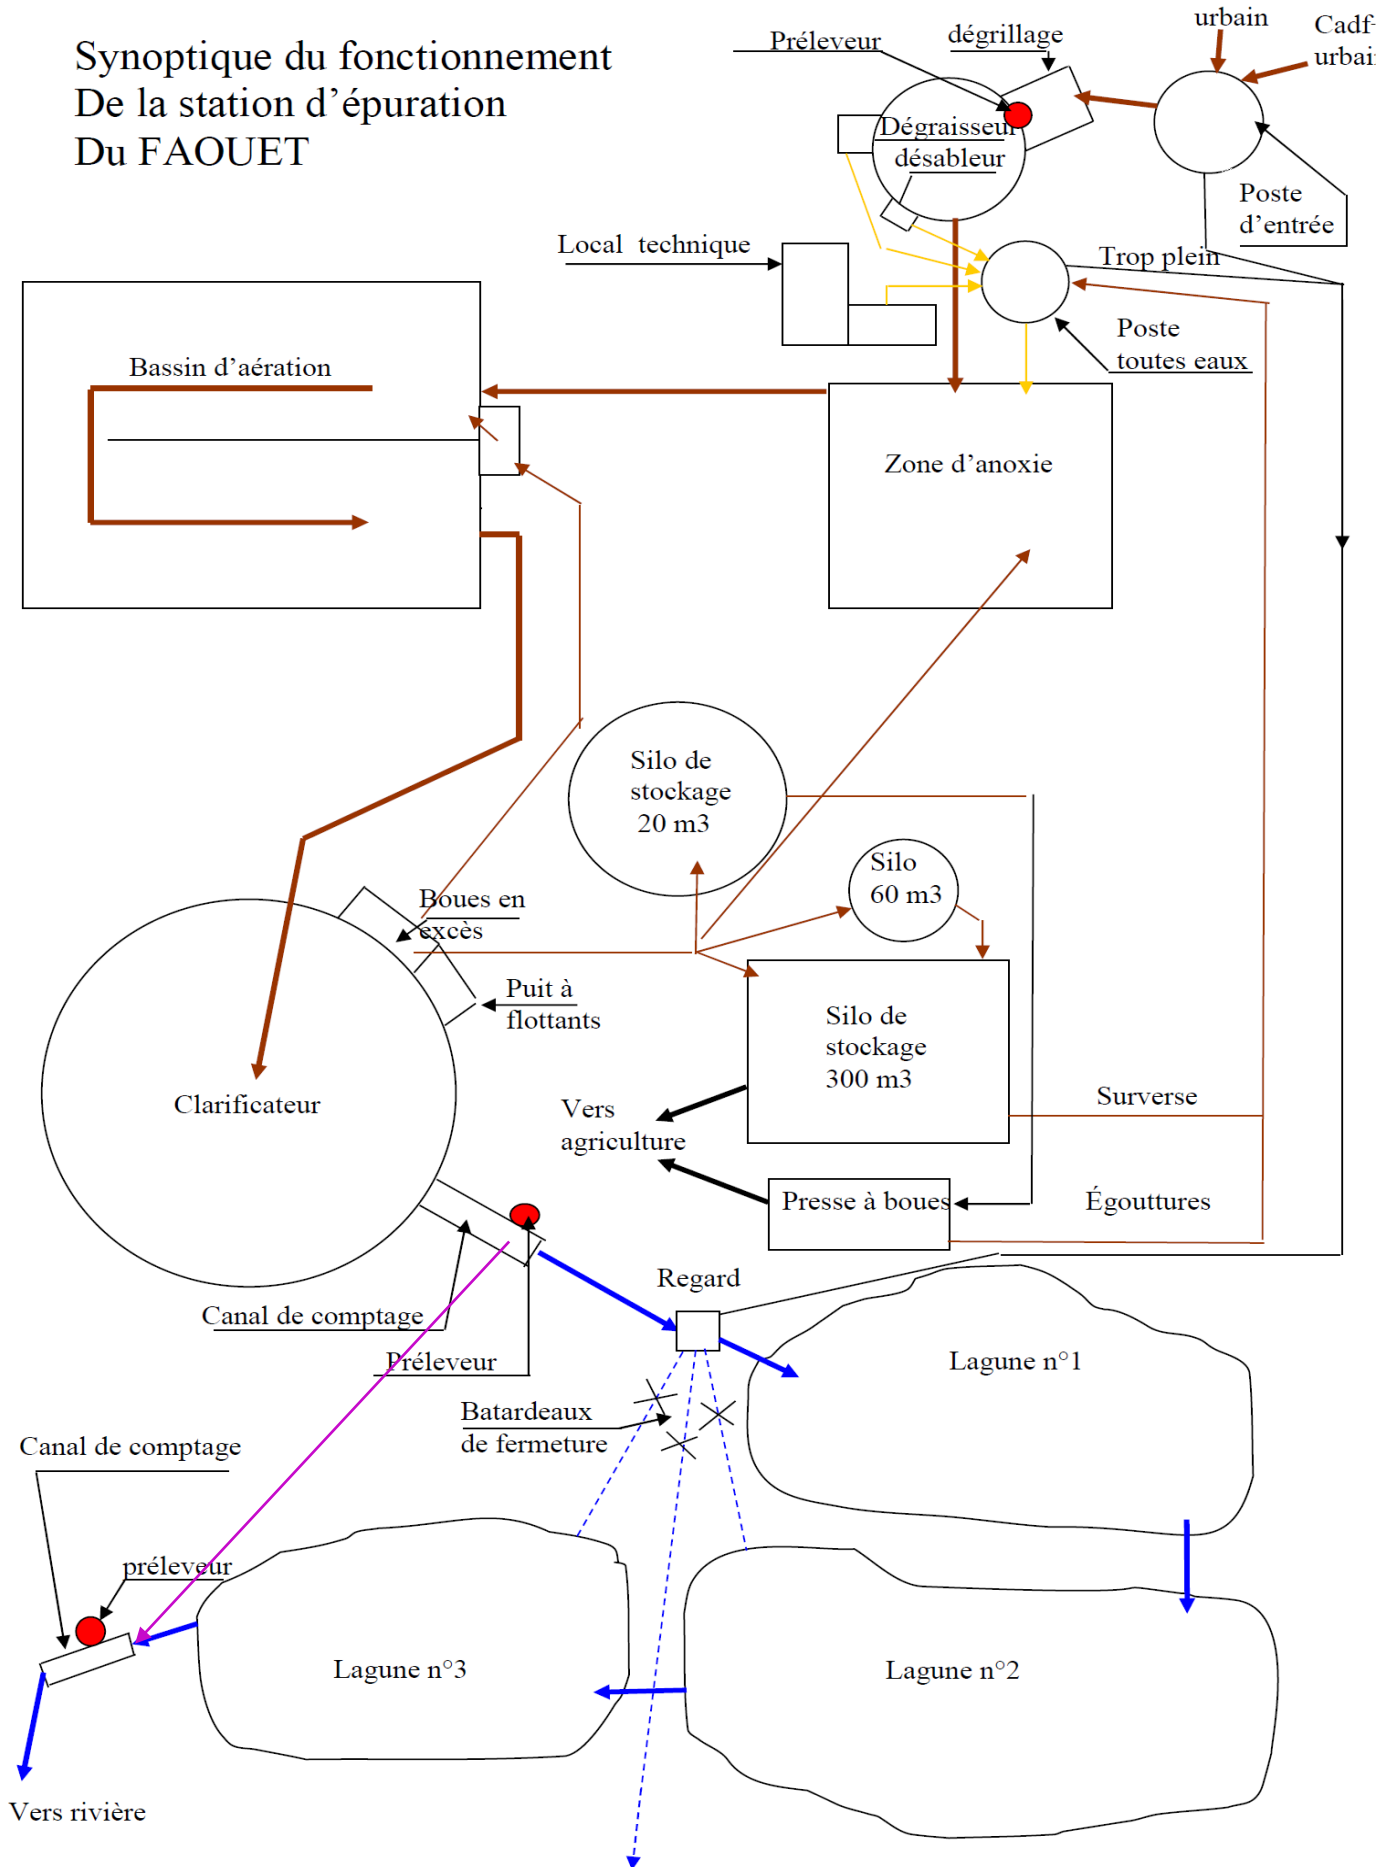 Synoptique du fonctionnement
De la station d’épuration
Du FAOUET
urbain
Cadf-
urbain
Préleveur
dégrillage
Dégraisseur
désableur
Poste
d’entrée
Local technique
Trop plein
Poste
toutes eaux
Bassin d’aération
Zone d’anoxie
Silo de
stockage
20 m3
Silo
60 m3
Boues en
excès
Puit à
flottants
Silo de
stockage
300 m3
Clarificateur
Vers
agriculture
Surverse
Presse à boues
Égouttures
Regard
Canal de comptage
Préleveur
Lagune n°1
Batardeaux
de fermeture
Canal de comptage
préleveur
Lagune n°3
Lagune n°2
Vers rivière